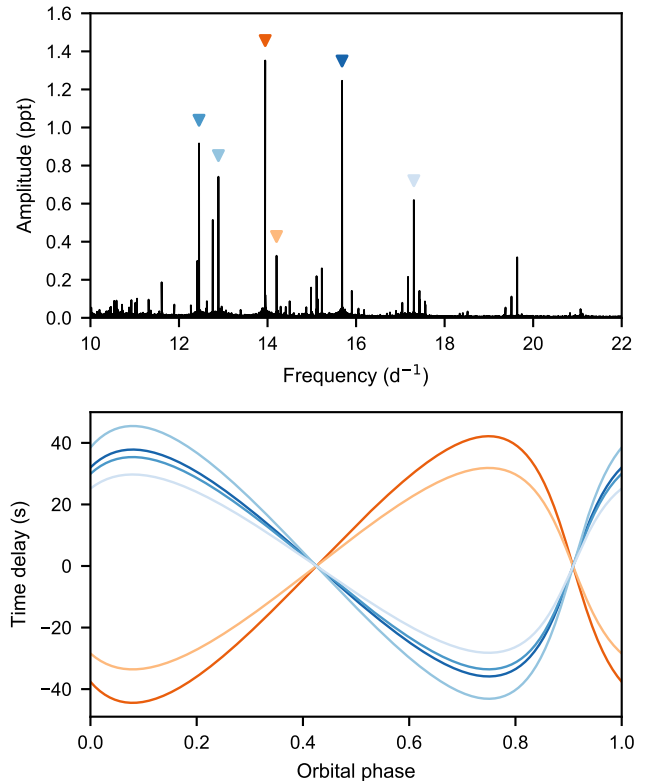 1.6
1.4
1.2
1.0
0.8
0.6
0.4
0.2
0.0
Amplitude (ppt)
10 12 14 16 18 20 22
Frequency (d⁻¹)
40
20
0
−20
−40
Time delay (s)
0.0 0.2 0.4 0.6 0.8 1.0
Orbital phase